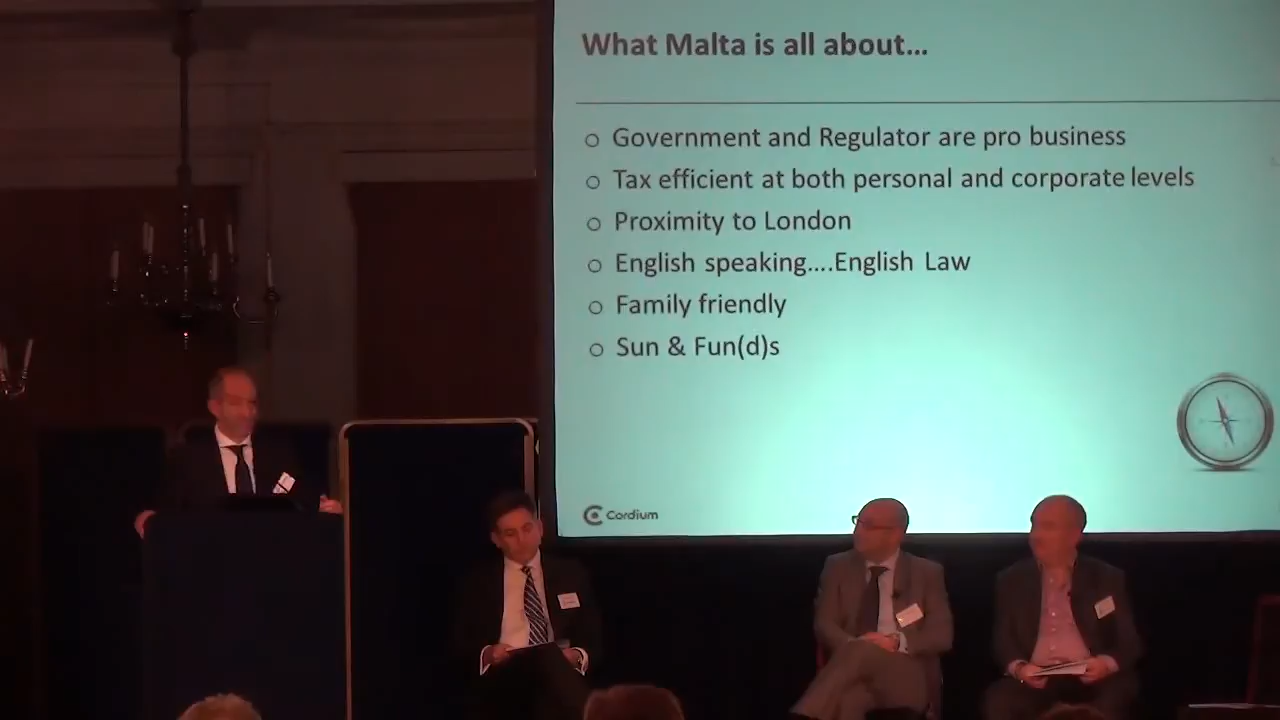 What Malta is all about...
Government and Regulator are pro business
Tax efficient at both personal and corporate levels
Proximity to London
English speaking....English Law
Family friendly
Sun & Fun(d)s
Cordium